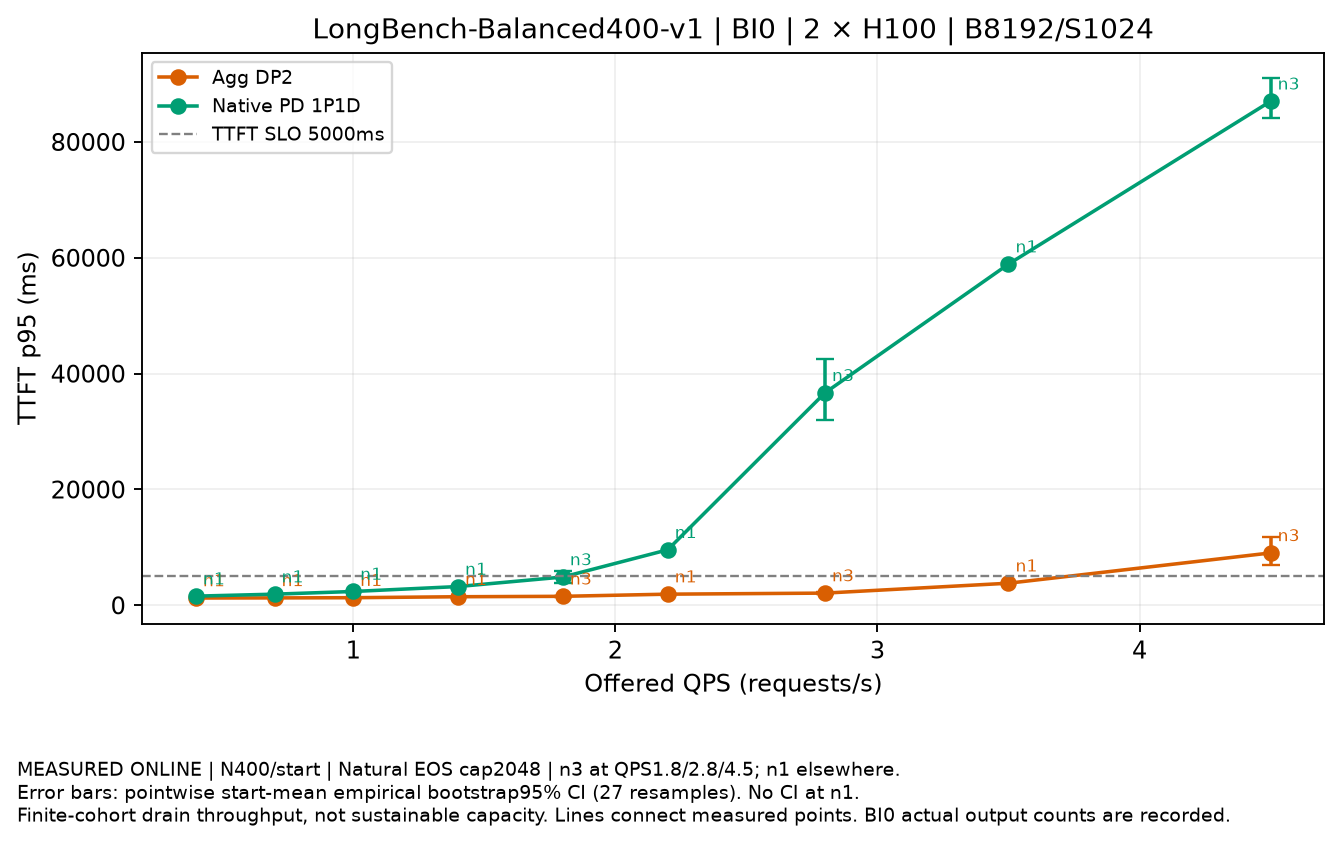 LongBench-Balanced400-v1 | BI0 | 2 × H100 | B8192/S1024
Agg DP2
Native PD 1P1D
TTFT SLO 5000ms
TTFT p95 (ms)
80000
60000
40000
20000
0
n1
n1
n1
n1
n1
n1
n1
n1
n3
n3
n1
n1
n3
n3
n1
n1
n3
n3
1
2
3
4
Offered QPS (requests/s)
MEASURED ONLINE | N400/start | Natural EOS cap2048 | n3 at QPS1.8/2.8/4.5; n1 elsewhere.
Error bars: pointwise start-mean empirical bootstrap95% CI (27 resamples). No CI at n1.
Finite-cohort drain throughput, not sustainable capacity. Lines connect measured points. BI0 actual output counts are recorded.